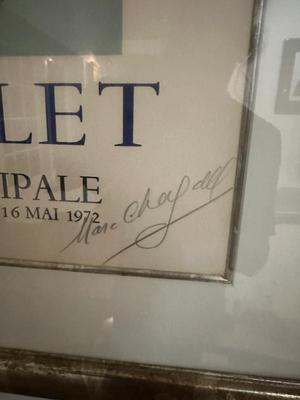 LET
IPALE
16 MAI 1972
Marc Chagall